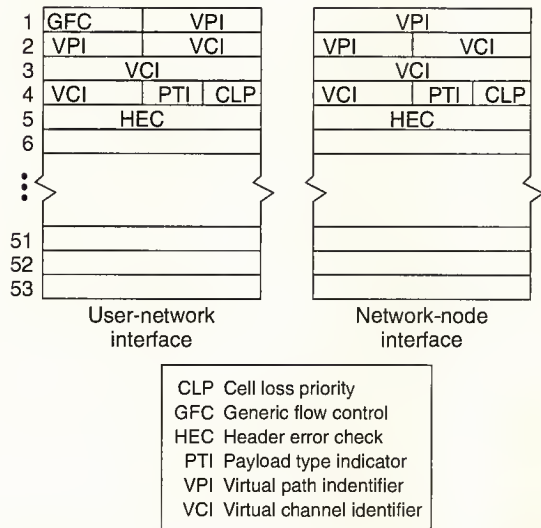 1 GFC VPI VPI
2 VPI VCI VPI VCI
3 VCI VCI
4 VCI PTI CLP VCI PTI CLP
5 HEC HEC
6
51
52
53
User-network interface
Network-node interface
CLP Cell loss priority
GFC Generic flow control
HEC Header error check
PTI Payload type indicator
VPI Virtual path indentifier
VCI Virtual channel identifier